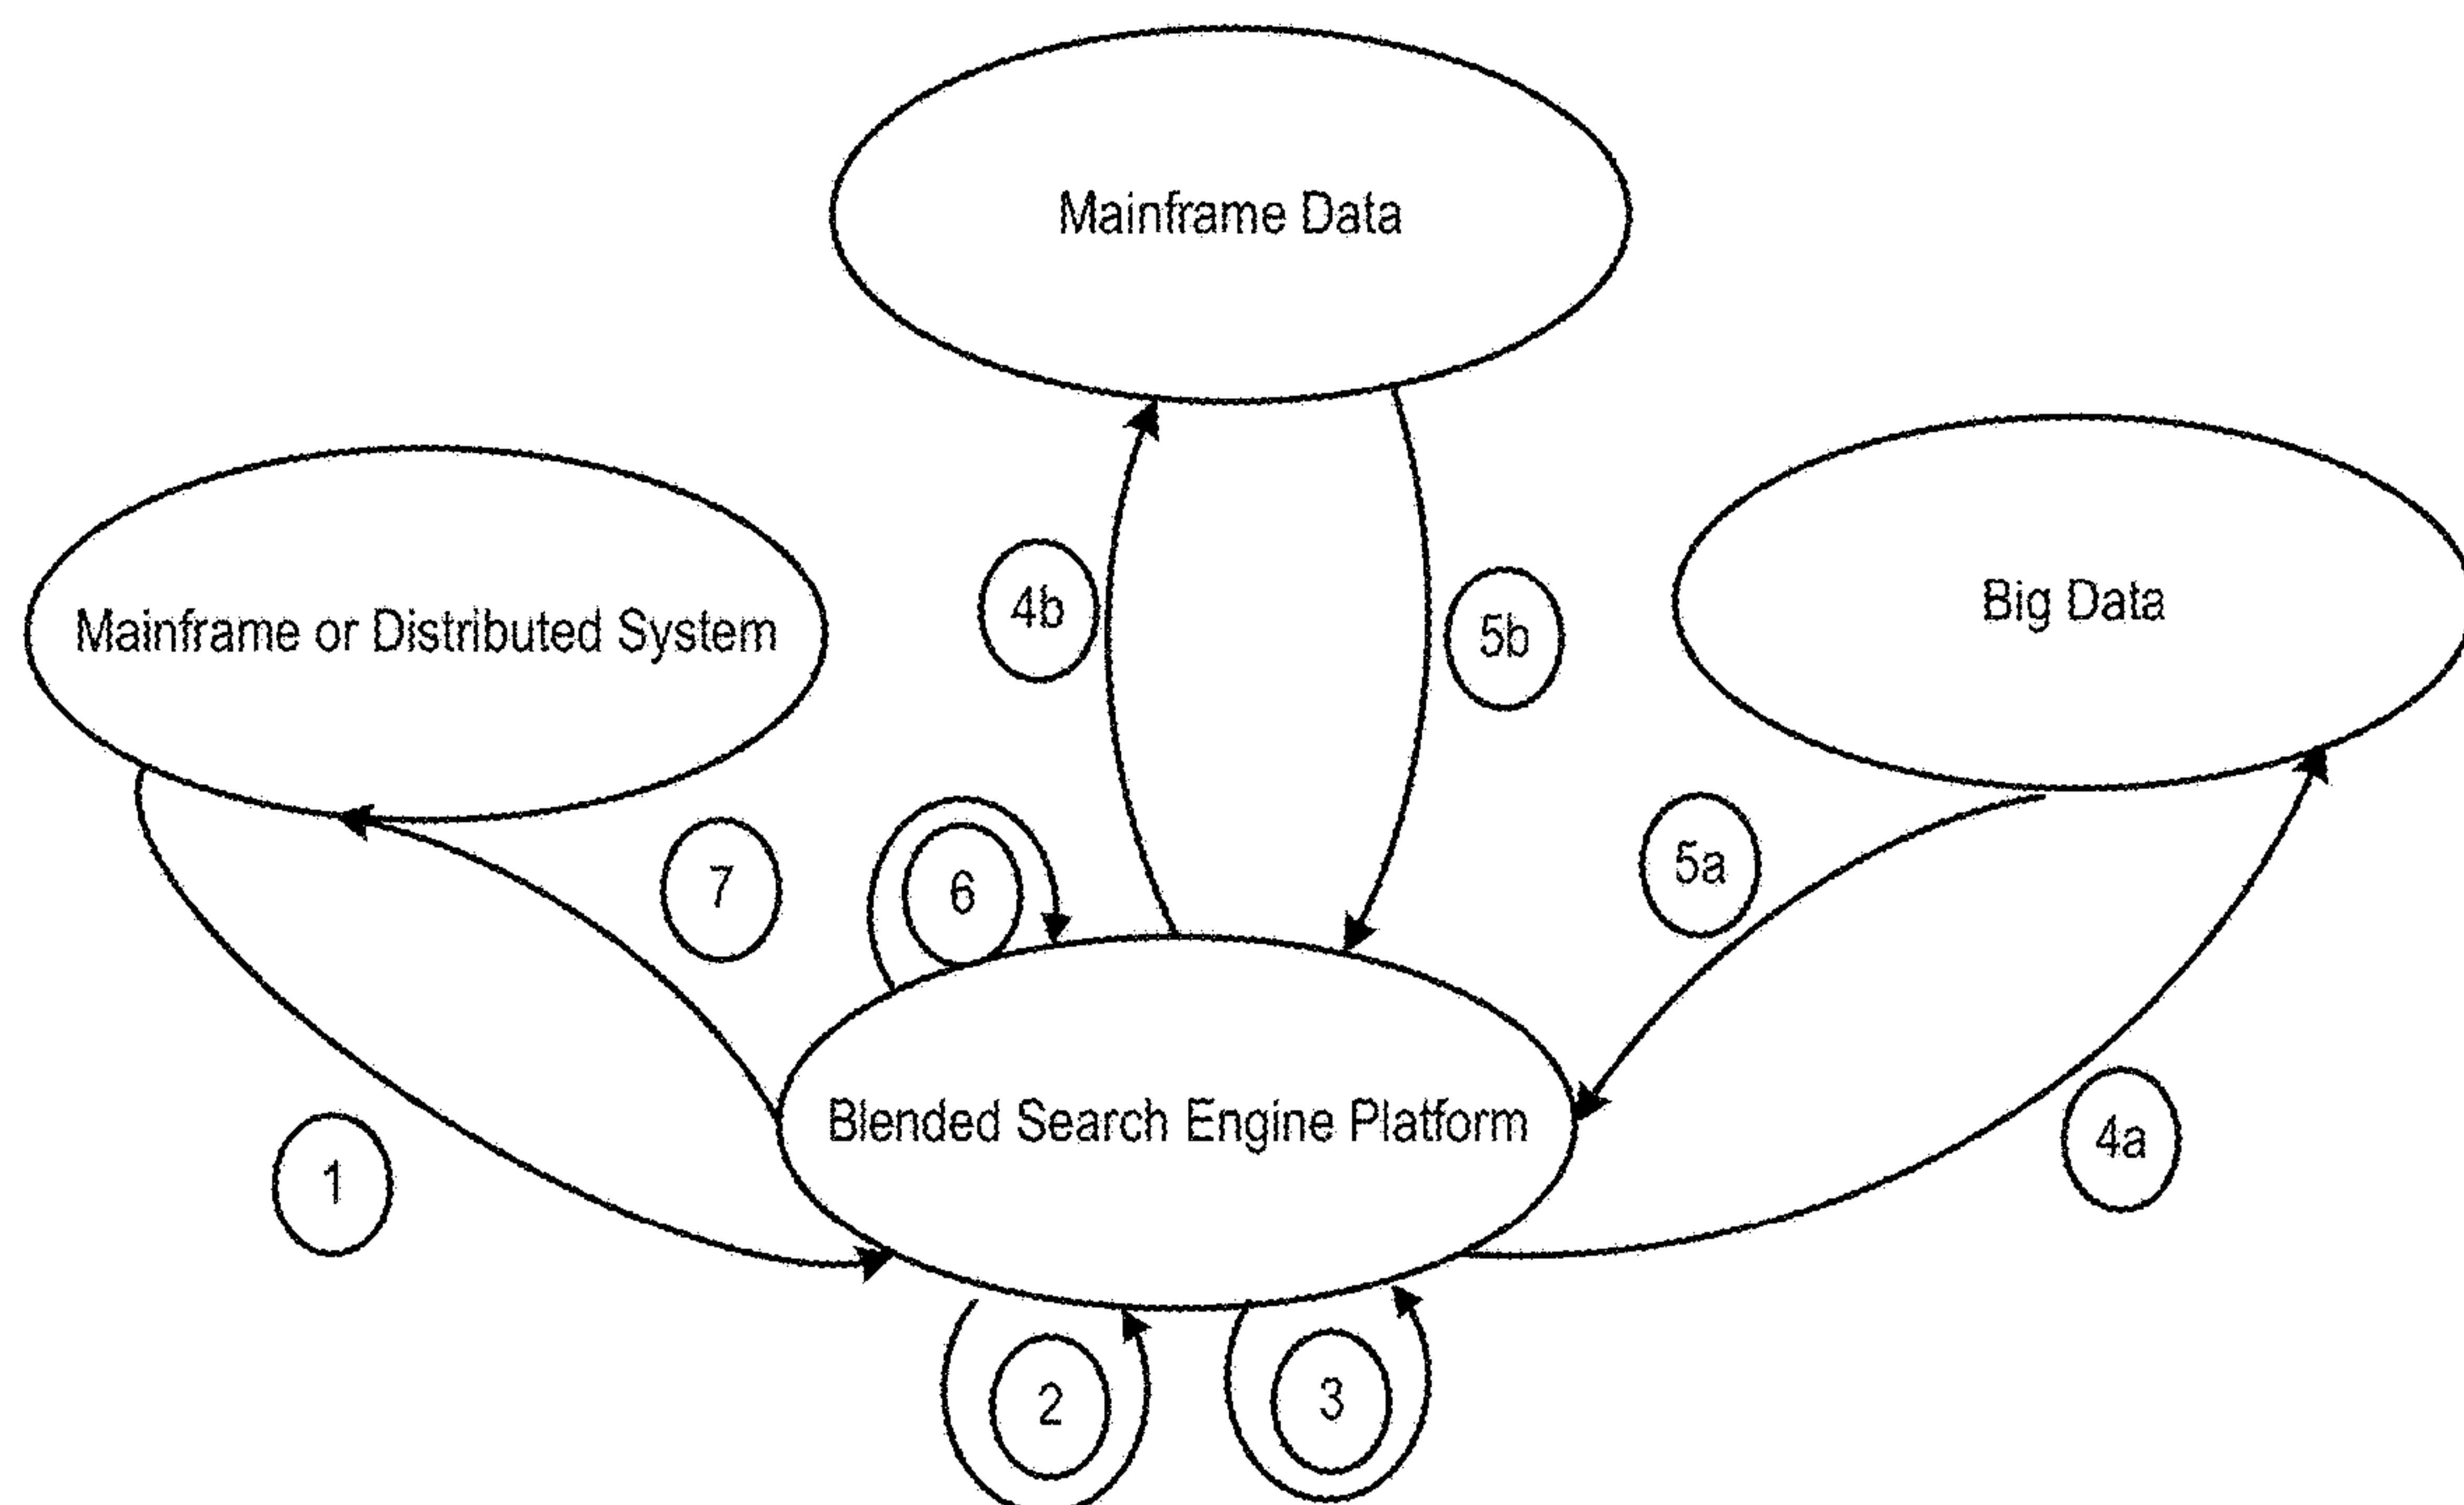 Mainframe Data
Big Data
Mainframe or Distributed System
4b
5b
7
6
5a
Blended Search Engine Platform
4a
1
2
3